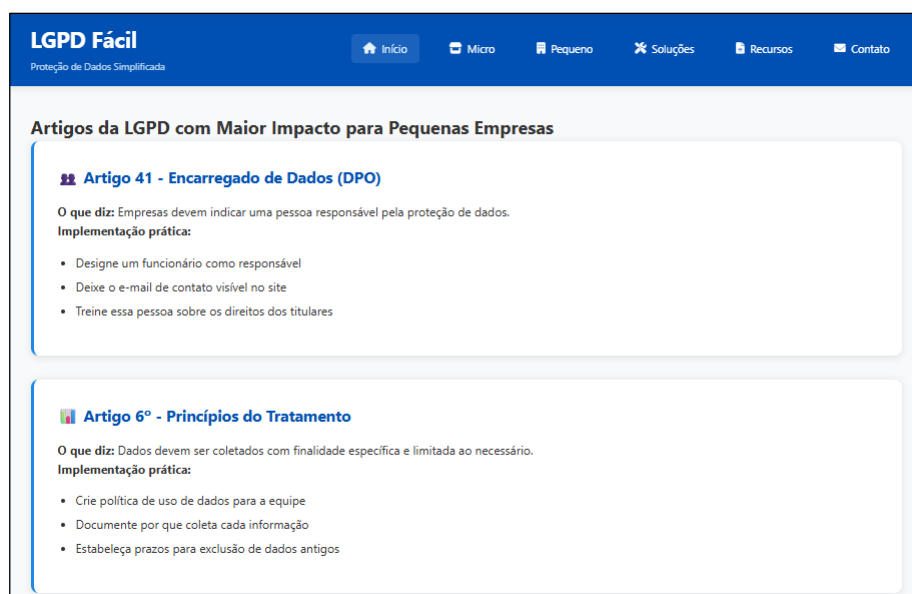 LGPD Fácil
Proteção de Dados Simplificada
Início
Micro
Pequeno
Soluções
Recursos
Contato
Artigos da LGPD com Maior Impacto para Pequenas Empresas
Artigo 41 - Encarregado de Dados (DPO)
O que diz: Empresas devem indicar uma pessoa responsável pela proteção de dados.
Implementação prática:
Designe um funcionário como responsável
Deixe o e-mail de contato visível no site
Treine essa pessoa sobre os direitos dos titulares
Artigo 6º - Princípios do Tratamento
O que diz: Dados devem ser coletados com finalidade específica e limitada ao necessário.
Implementação prática:
Crie política de uso de dados para a equipe
Documente por que coleta cada informação
Estabeleça prazos para exclusão de dados antigos